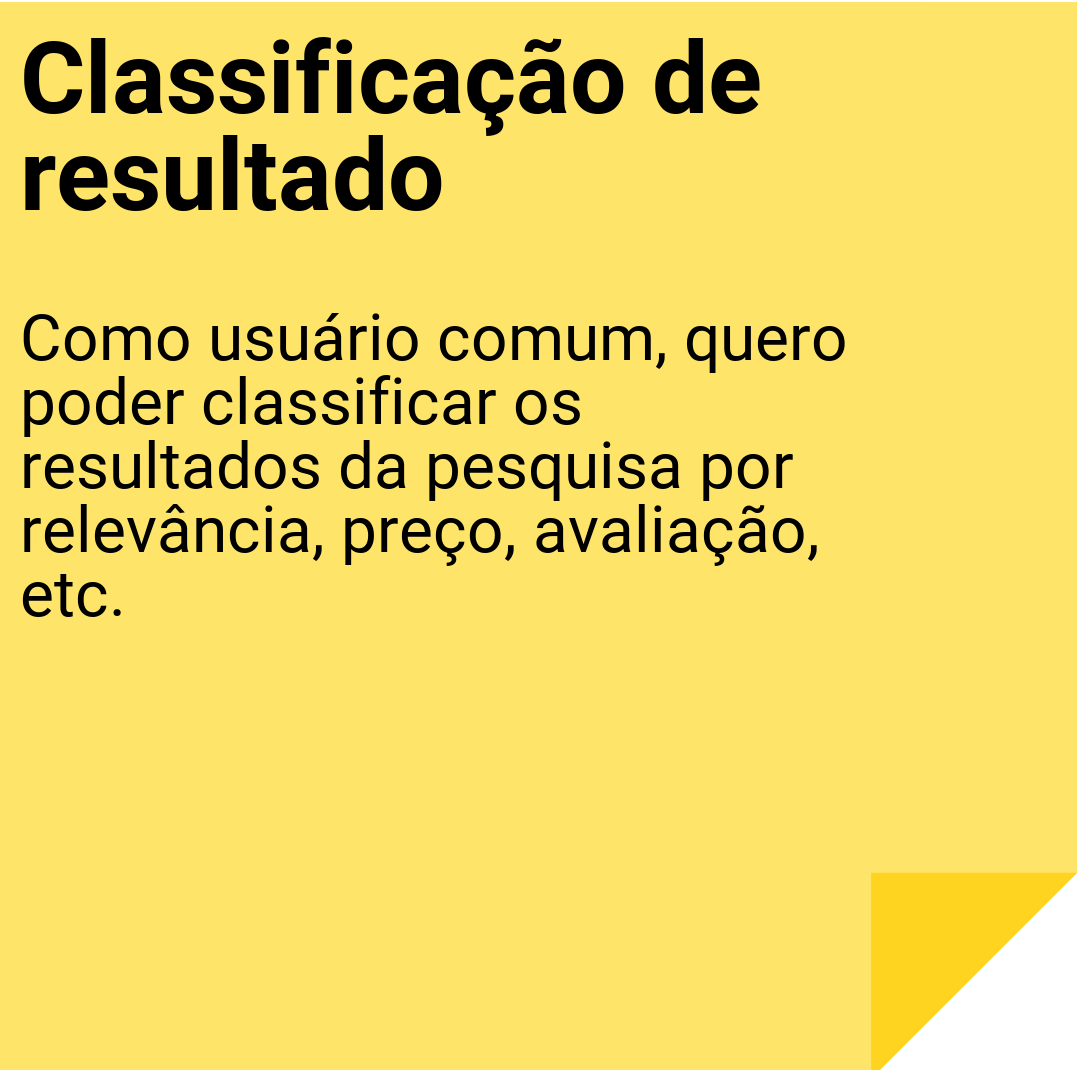 Classificação de
resultado
Como usuário comum, quero
poder classificar os
resultados da pesquisa por
relevância, preço, avaliação,
etc.